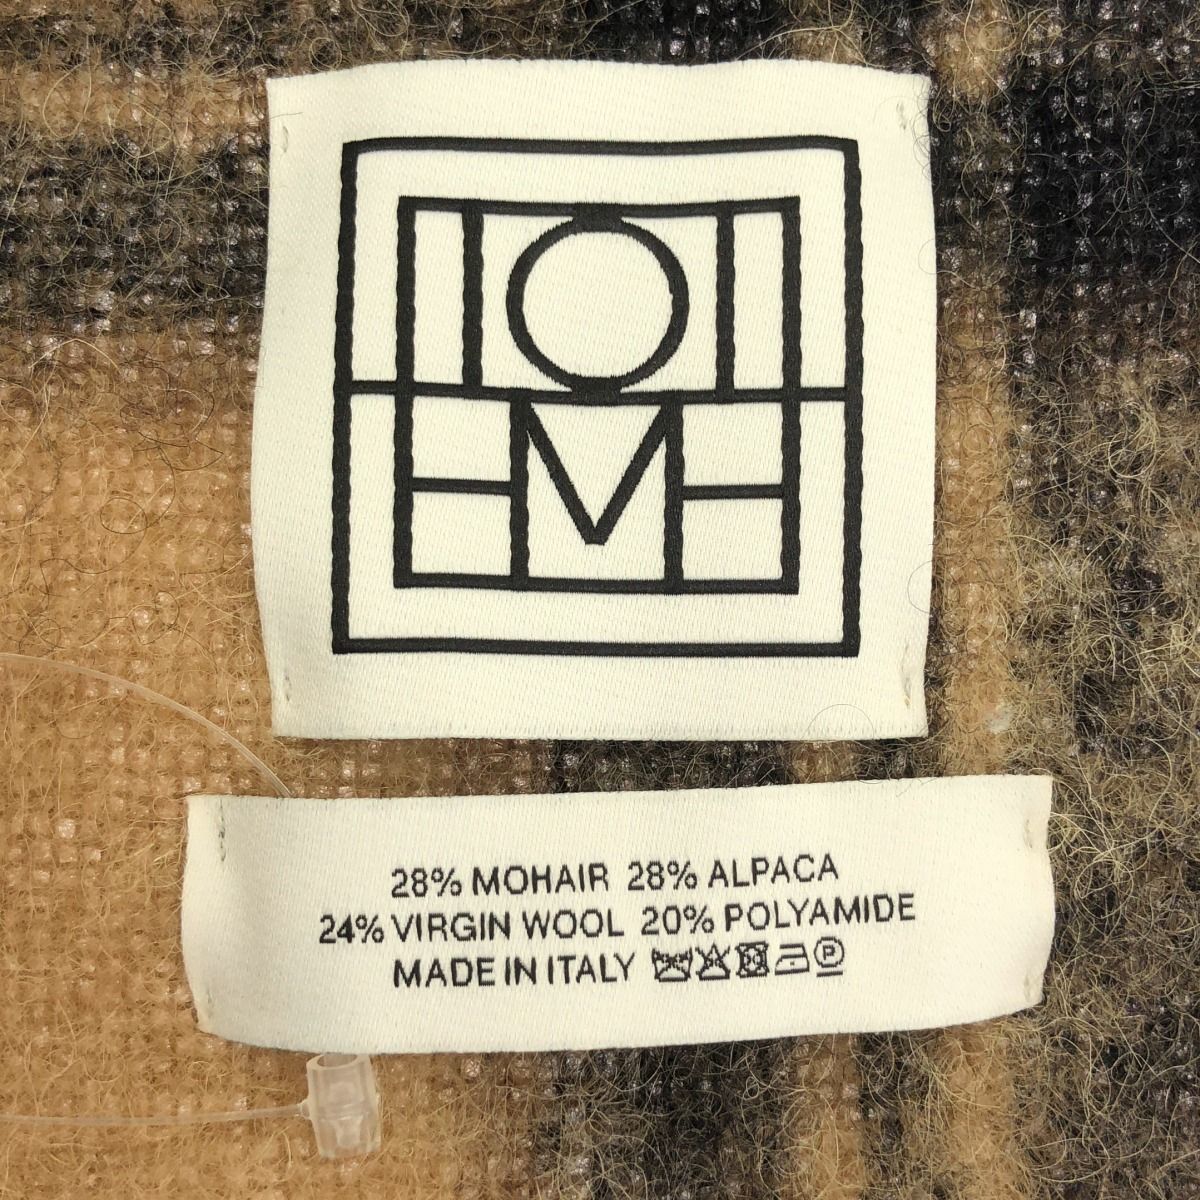 28% MOHAIR 28% ALPACA
24% VIRGIN WOOL 20% POLYAMIDE
MADE IN ITALY
P